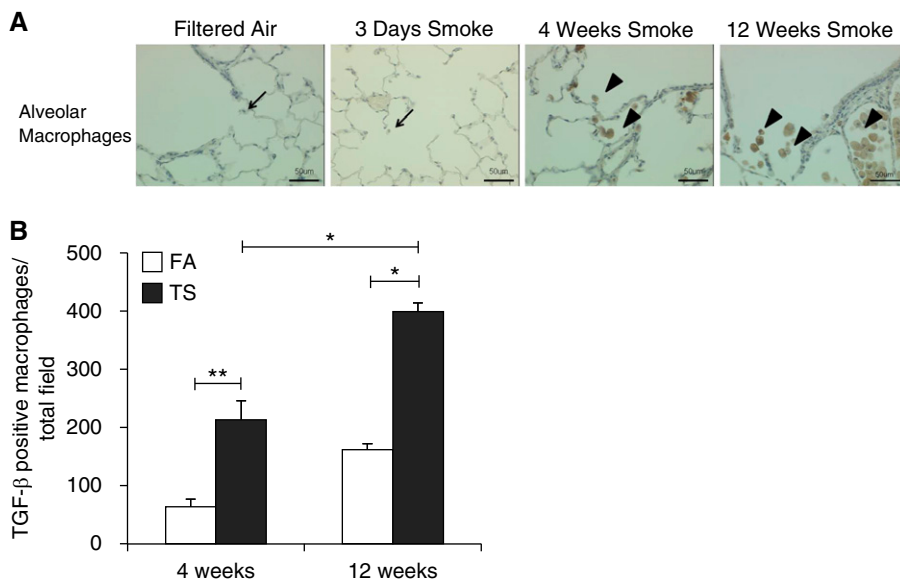 A
Filtered Air
3 Days Smoke
4 Weeks Smoke
12 Weeks Smoke
Alveolar
Macrophages
50um
50um
50um
50um
B
TGF-β positive macrophages/
total field
500
400
300
200
100
0
FA
TS
**
*
*
4 weeks
12 weeks